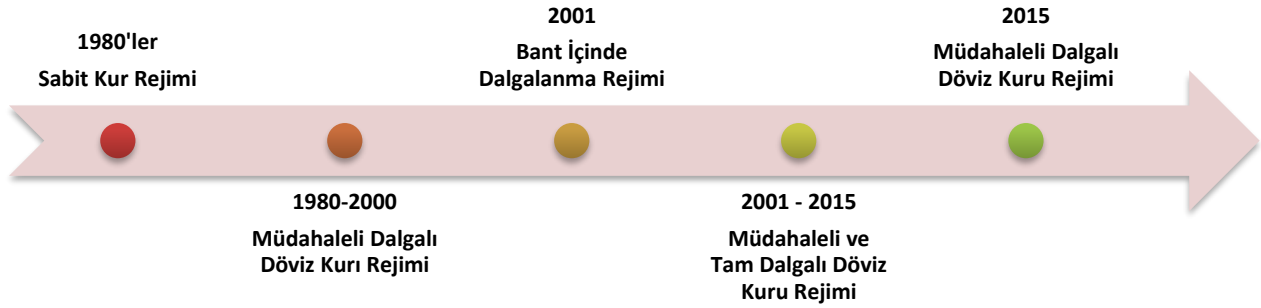 1980'ler
Sabit Kur Rejimi
1980-2000
Müdahaleli Dalgalı
Döviz Kurı Rejimi
2001
Bant İçinde
Dalgalanma Rejimi
2001 - 2015
Müdahaleli ve
Tam Dalgalı Döviz
Kuru Rejimi
2015
Müdahaleli Dalgalı
Döviz Kuru Rejimi